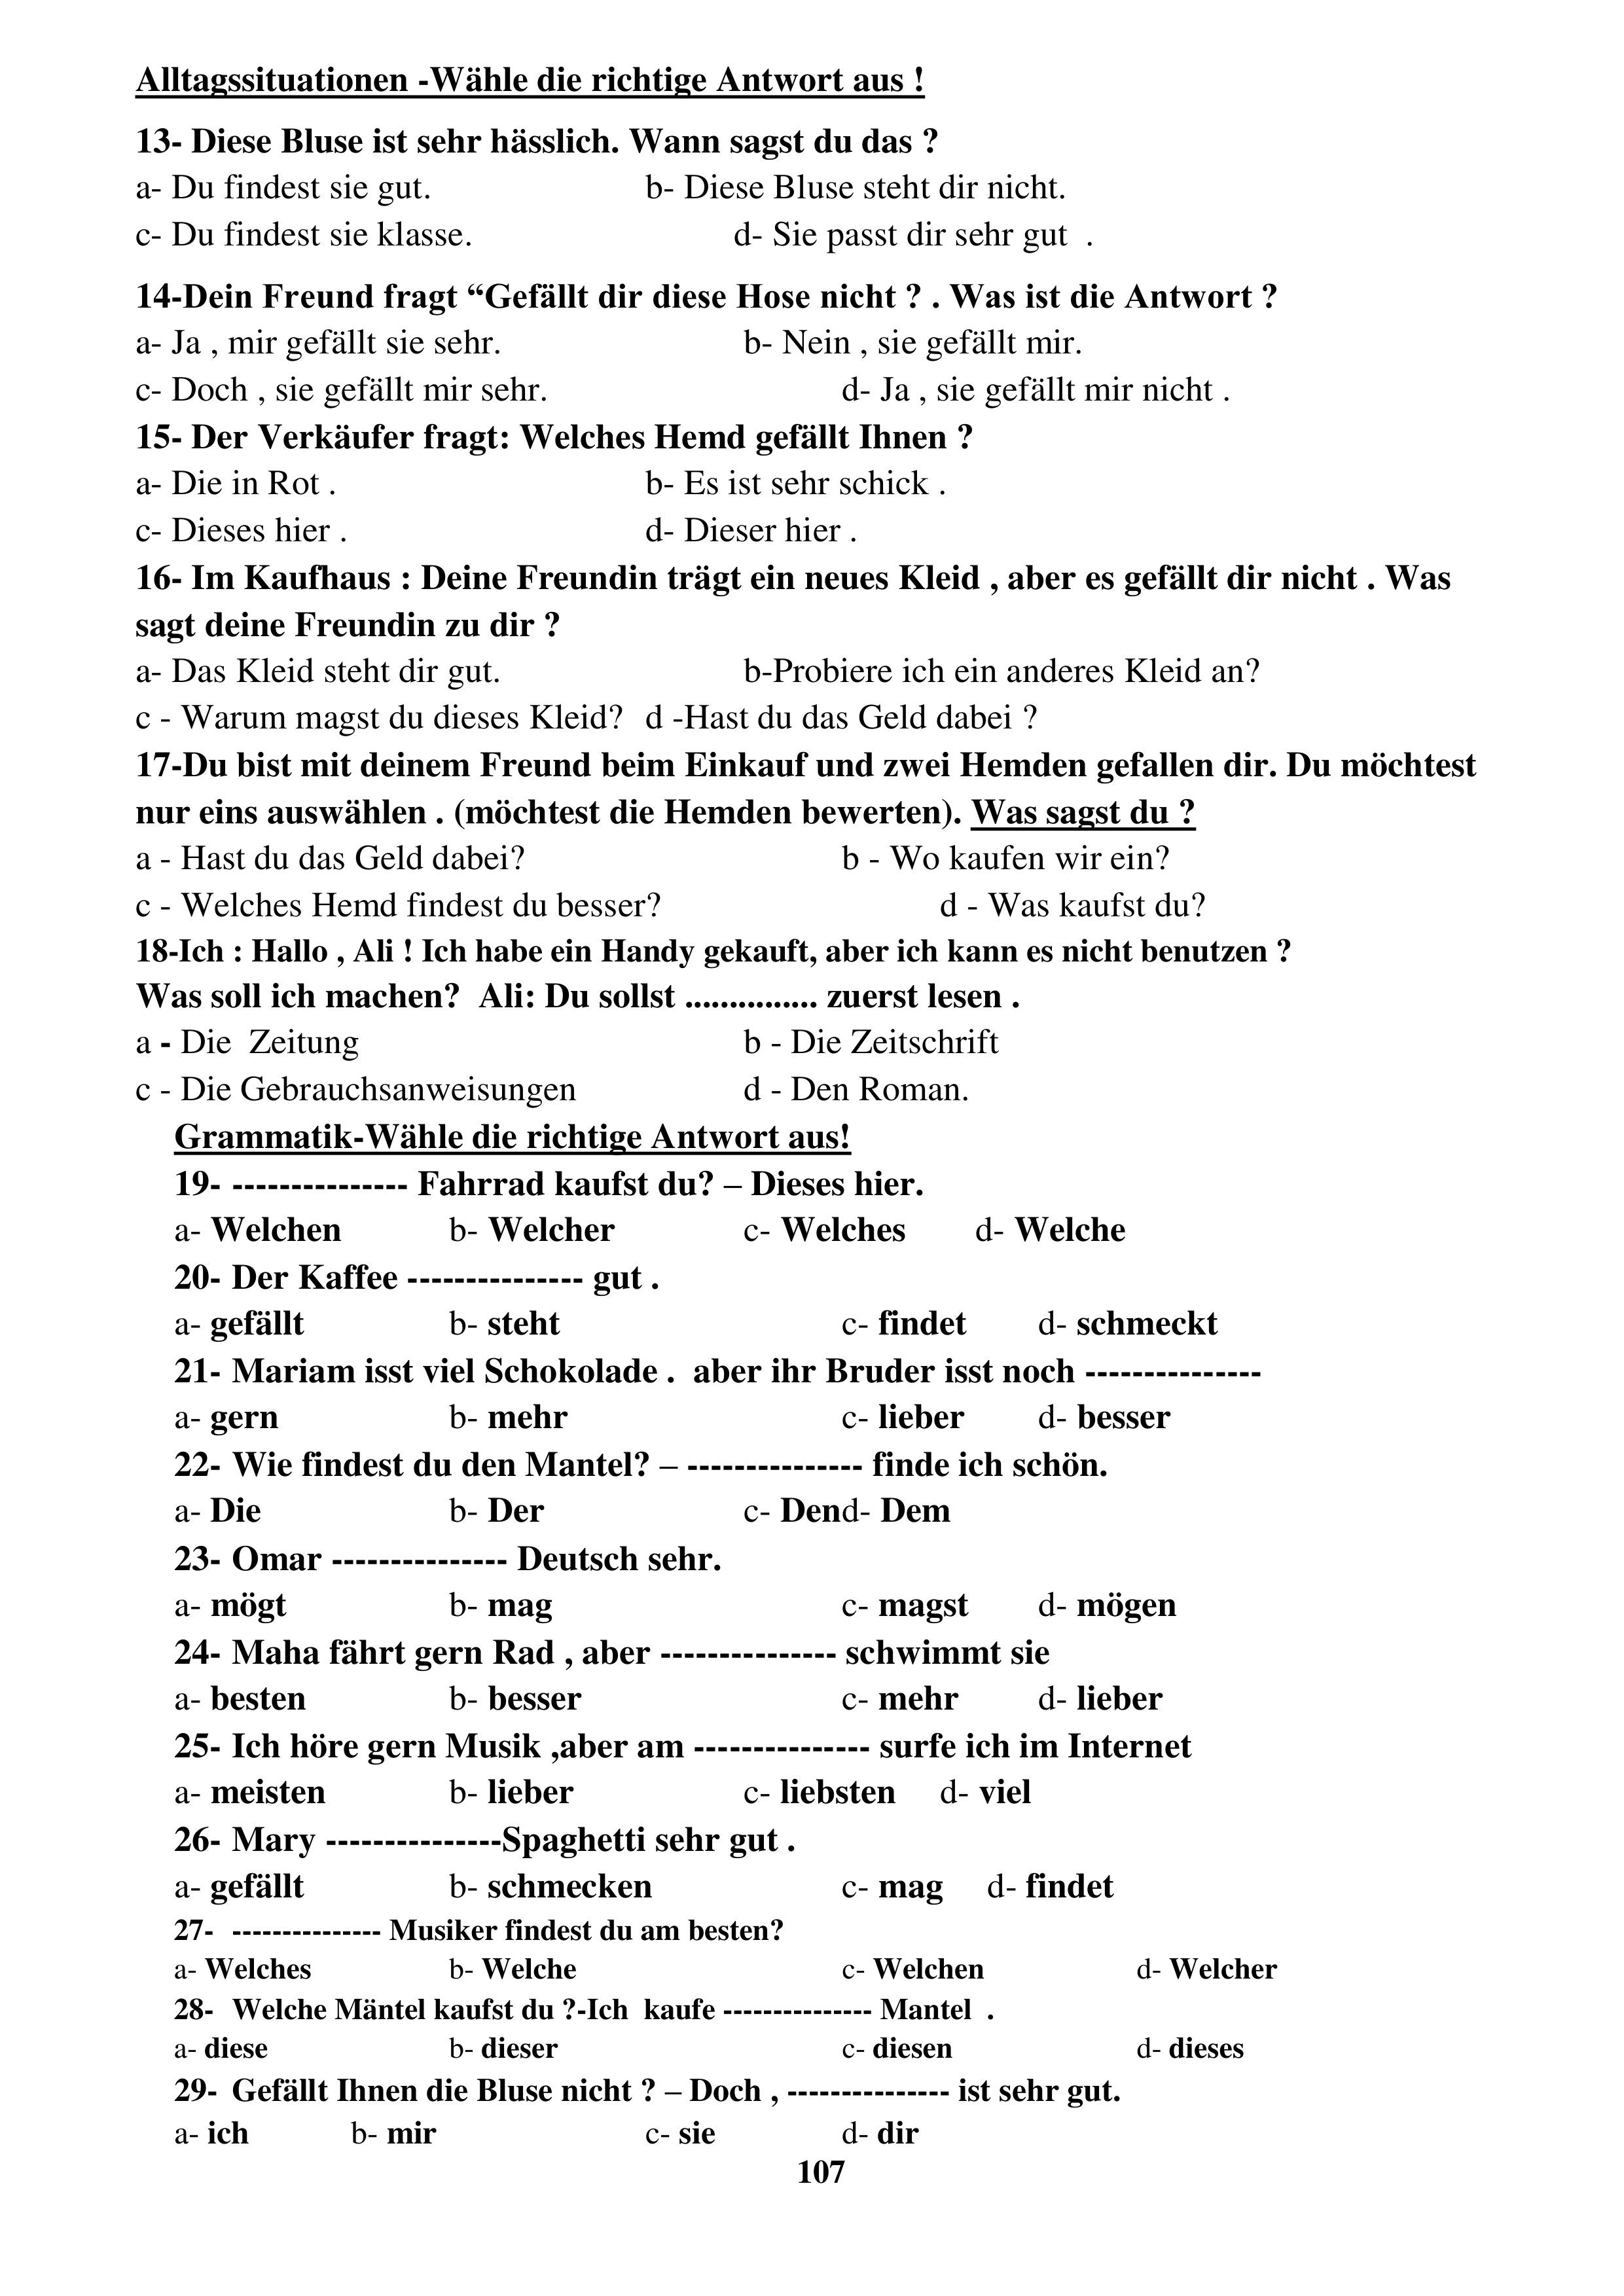 Alltagssituationen -Wähle die richtige Antwort aus !
13- Diese Bluse ist sehr hässlich. Wann sagst du das ?
a- Du findest sie gut. b- Diese Bluse steht dir nicht.
c- Du findest sie klasse. d- Sie passt dir sehr gut .
14-Dein Freund fragt “Gefällt dir diese Hose nicht ? . Was ist die Antwort ?
a- Ja , mir gefällt sie sehr. b- Nein , sie gefällt mir.
c- Doch , sie gefällt mir sehr. d- Ja , sie gefällt mir nicht .
15- Der Verkäufer fragt: Welches Hemd gefällt Ihnen ?
a- Die in Rot . b- Es ist sehr schick .
c- Dieses hier . d- Dieser hier .
16- Im Kaufhaus : Deine Freundin trägt ein neues Kleid , aber es gefällt dir nicht . Was
sagt deine Freundin zu dir ?
a- Das Kleid steht dir gut. b-Probiere ich ein anderes Kleid an?
c - Warum magst du dieses Kleid? d -Hast du das Geld dabei ?
17-Du bist mit deinem Freund beim Einkauf und zwei Hemden gefallen dir. Du möchtest
nur eins auswählen . (möchtest die Hemden bewerten). Was sagst du ?
a - Hast du das Geld dabei? b - Wo kaufen wir ein?
c - Welches Hemd findest du besser? d - Was kaufst du?
18-Ich : Hallo , Ali ! Ich habe ein Handy gekauft, aber ich kann es nicht benutzen ?
Was soll ich machen? Ali: Du sollst ............... zuerst lesen .
a - Die Zeitung b - Die Zeitschrift
c - Die Gebrauchsanweisungen d - Den Roman.
Grammatik-Wähle die richtige Antwort aus!
19- --------------- Fahrrad kaufst du? – Dieses hier.
a- Welchen b- Welcher c- Welches d- Welche
20- Der Kaffee --------------- gut .
a- gefällt b- steht c- findet d- schmeckt
21- Mariam isst viel Schokolade . aber ihr Bruder isst noch ---------------
a- gern b- mehr c- lieber d- besser
22- Wie findest du den Mantel? – --------------- finde ich schön.
a- Die b- Der c- Dend- Dem
23- Omar --------------- Deutsch sehr.
a- mögt b- mag c- magst d- mögen
24- Maha fährt gern Rad , aber --------------- schwimmt sie
a- besten b- besser c- mehr d- lieber
25- Ich höre gern Musik ,aber am --------------- surfe ich im Internet
a- meisten b- lieber c- liebsten d- viel
26- Mary ---------------Spaghetti sehr gut .
a- gefällt b- schmecken c- mag d- findet
27- --------------- Musiker findest du am besten?
a- Welches b- Welche c- Welchen d- Welcher
28- Welche Mäntel kaufst du ?-Ich kaufe --------------- Mantel .
a- diese b- dieser c- diesen d- dieses
29- Gefällt Ihnen die Bluse nicht ? – Doch , --------------- ist sehr gut.
a- ich b- mir c- sie d- dir
107